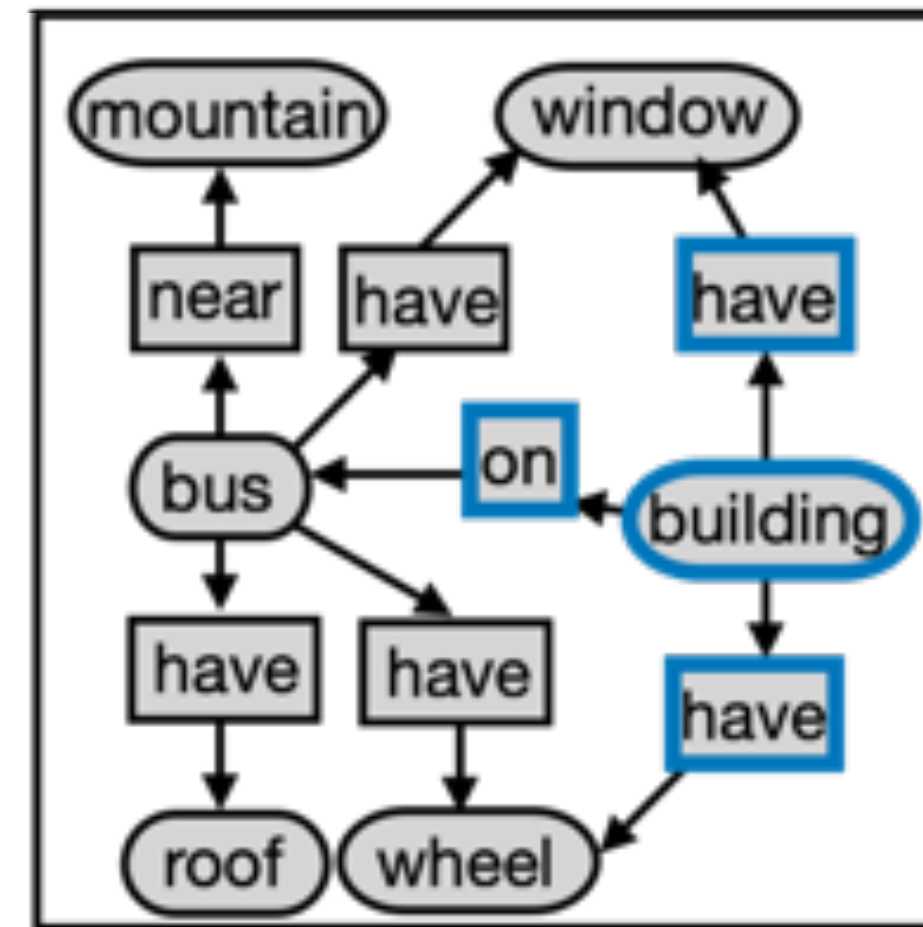 mountain
window
near
have
have
on
bus
building
have
have
have
roof
wheel